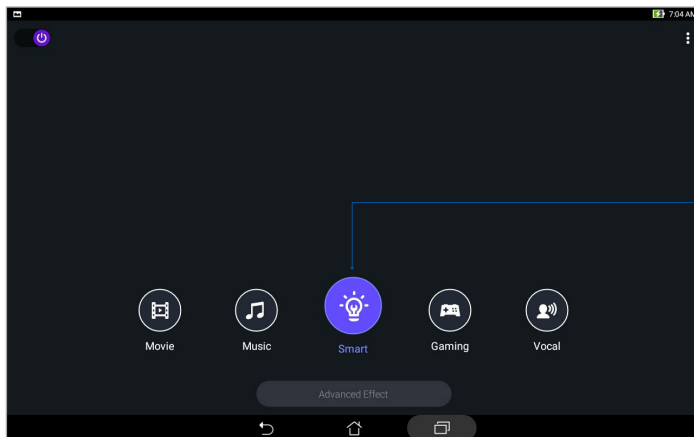 7:04 AM
Movie
Music
Smart
Gaming
Vocal
Advanced Effect